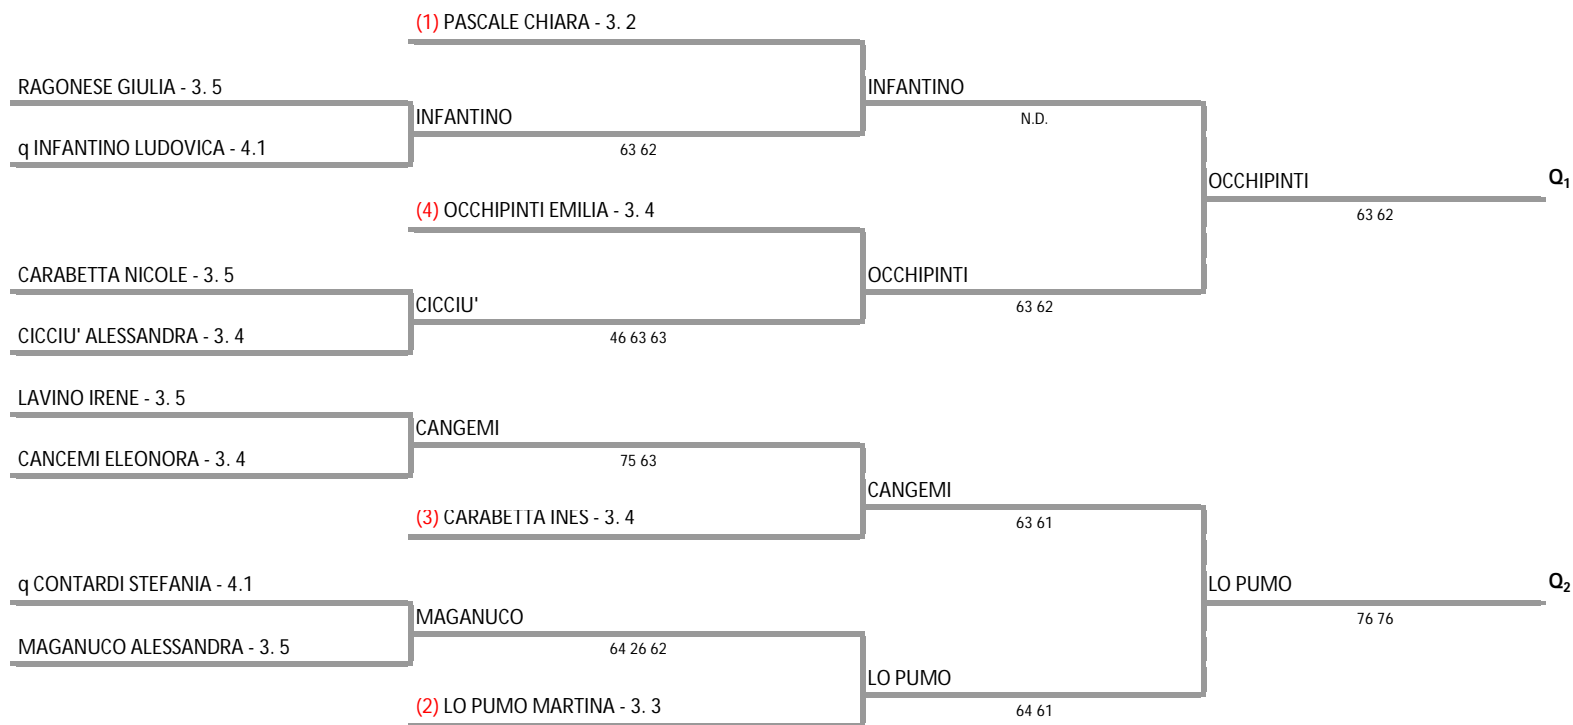 (1) PASCALE CHIARA - 3. 2
RAGONESE GIULIA - 3. 5
INFANTINO
INFANTINO
N.D.
q INFANTINO LUDOVICA - 4.1
63 62
OCCHIPINTI
Q1
(4) OCCHIPINTI EMILIA - 3. 4
63 62
CARABETTA NICOLE - 3. 5
OCCHIPINTI
CICCIU'
63 62
CICCIU' ALESSANDRA - 3. 4
46 63 63
LAVINO IRENE - 3. 5
CANGEMI
CANCEMI ELEONORA - 3. 4
75 63
CANGEMI
(3) CARABETTA INES - 3. 4
63 61
q CONTARDI STEFANIA - 4.1
LO PUMO
Q2
MAGANUCO
76 76
MAGANUCO ALESSANDRA - 3. 5
64 26 62
LO PUMO
(2) LO PUMO MARTINA - 3. 3
64 61